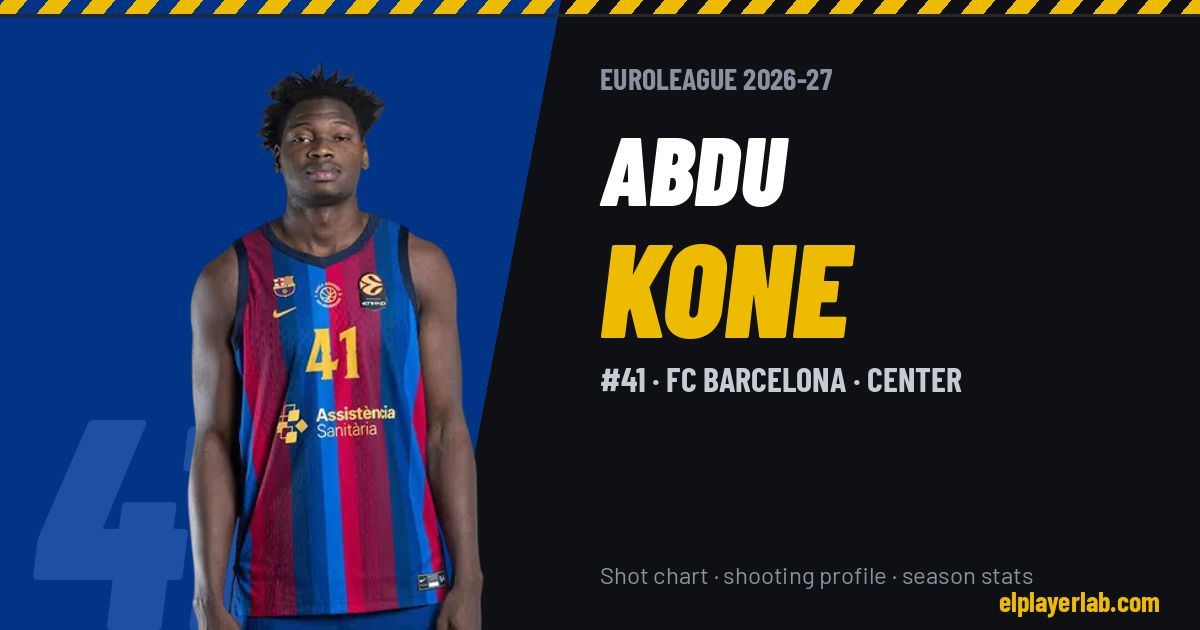 EUROLEAGUE 2026-27
ABDU
KONE
#41 · FC BARCELONA · CENTER
41
Assistència
Sanitària
Shot chart · shooting profile · season stats
elplayerlab.com